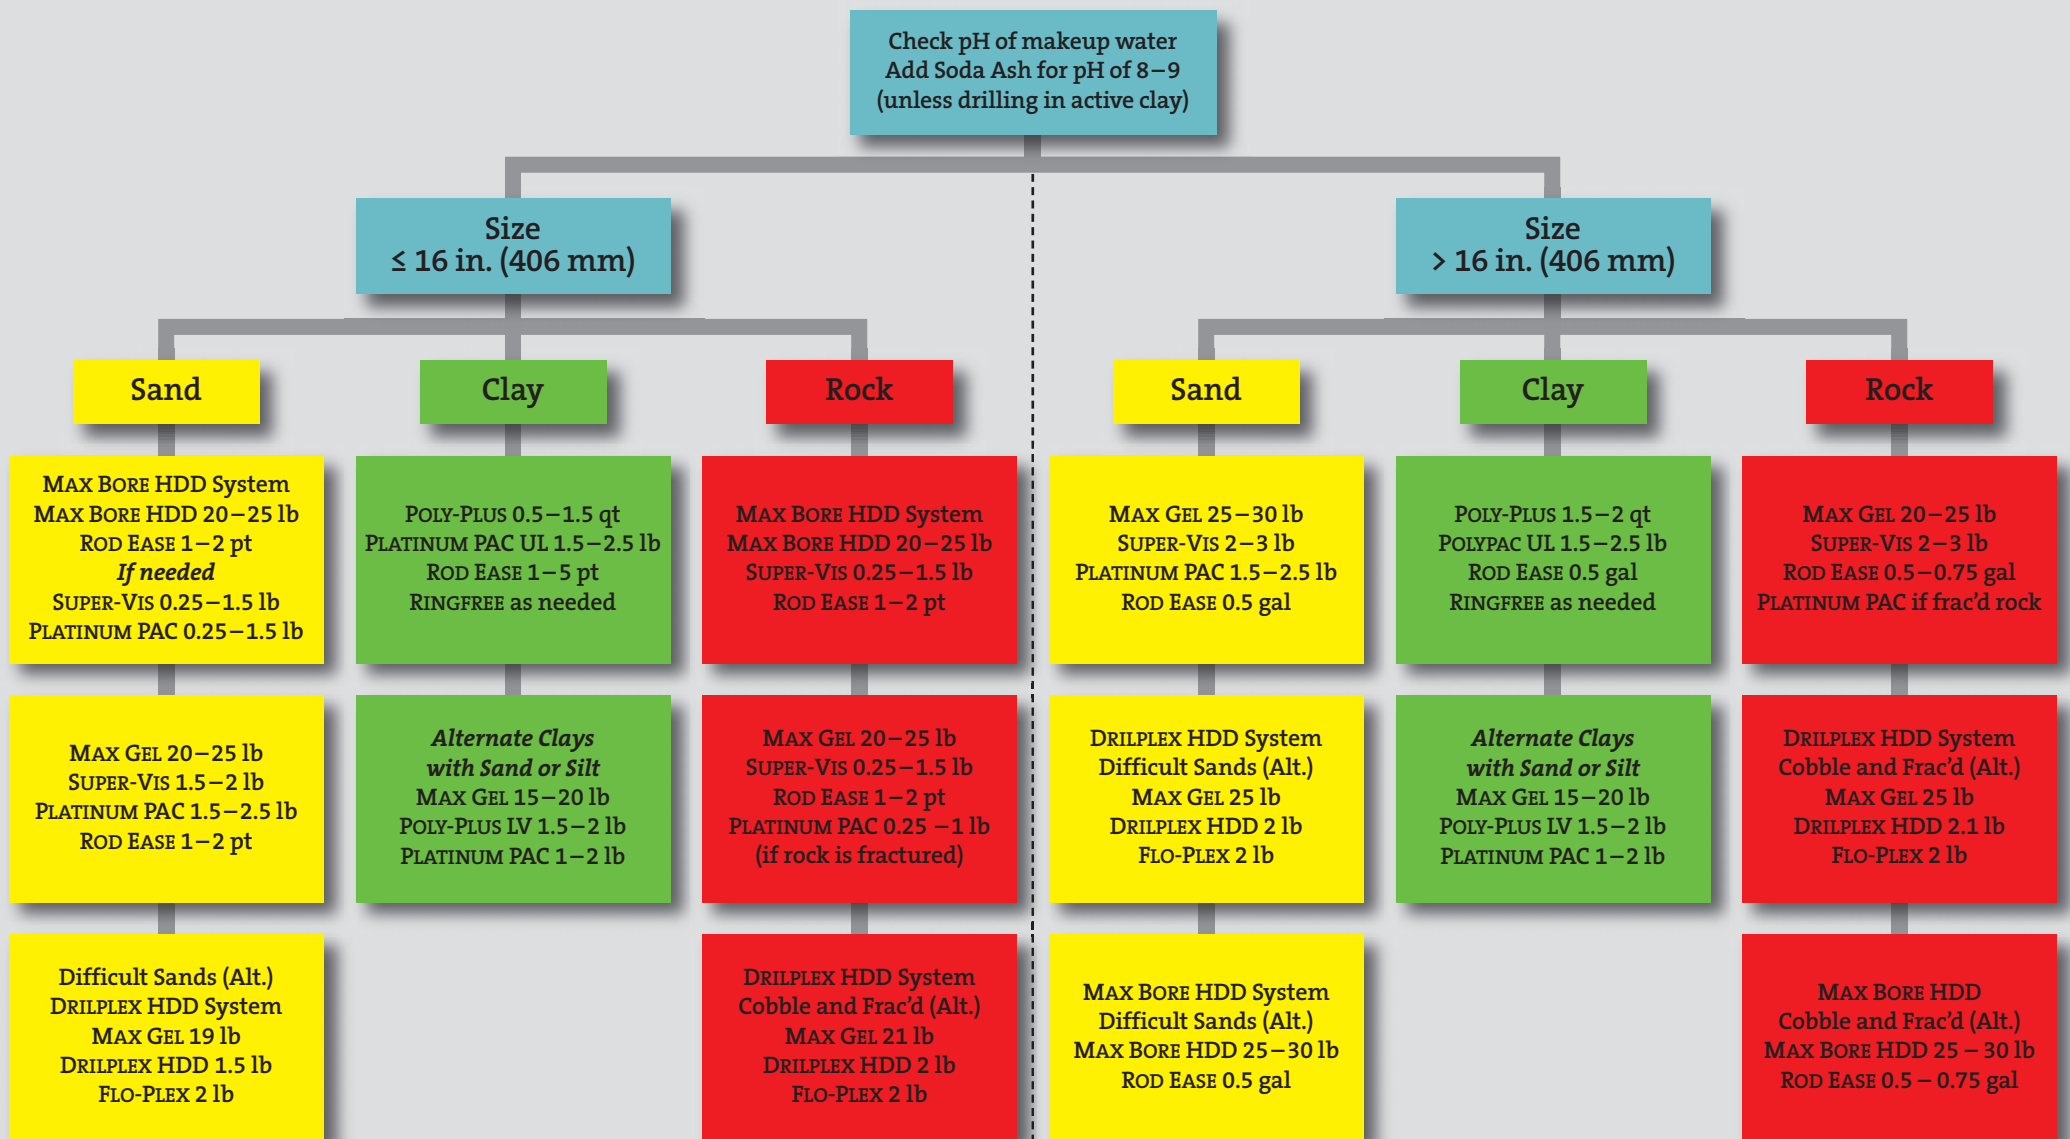 Check pH of makeup water
Add Soda Ash for pH of 8–9
(unless drilling in active clay)
Size
≤ 16 in. (406 mm)
Size
> 16 in. (406 mm)
Sand
Clay
Rock
Sand
Clay
Rock
MAX BORE HDD System
MAX BORE HDD 20–25 lb
ROD EASE 1–2 pt
If needed
SUPER-VIS 0.25–1.5 lb
PLATINUM PAC 0.25–1.5 lb
POLY-PLUS 0.5–1.5 qt
PLATINUM PAC UL 1.5–2.5 lb
ROD EASE 1–5 pt
RINGFREE as needed
MAX BORE HDD System
MAX BORE HDD 20–25 lb
SUPER-VIS 0.25–1.5 lb
ROD EASE 1–2 pt
MAX GEL 25–30 lb
SUPER-VIS 2–3 lb
PLATINUM PAC 1.5–2.5 lb
ROD EASE 0.5 gal
POLY-PLUS 1.5–2 qt
POLYPAC UL 1.5–2.5 lb
ROD EASE 0.5 gal
RINGFREE as needed
MAX GEL 20–25 lb
SUPER-VIS 2–3 lb
ROD EASE 0.5–0.75 gal
PLATINUM PAC if frac’d rock
MAX GEL 20–25 lb
SUPER-VIS 1.5–2 lb
PLATINUM PAC 1.5–2.5 lb
ROD EASE 1–2 pt
Alternate Clays
with Sand or Silt
MAX GEL 15–20 lb
POLY-PLUS LV 1.5–2 lb
PLATINUM PAC 1–2 lb
MAX GEL 20–25 lb
SUPER-VIS 0.25–1.5 lb
ROD EASE 1–2 pt
PLATINUM PAC 0.25 –1 lb
(if rock is fractured)
DRILPLEX HDD System
Difficult Sands (Alt.)
MAX GEL 25 lb
DRILPLEX HDD 2 lb
FLO-PLEX 2 lb
Alternate Clays
with Sand or Silt
MAX GEL 15–20 lb
POLY-PLUS LV 1.5–2 lb
PLATINUM PAC 1–2 lb
DRILPLEX HDD System
Cobble and Frac’d (Alt.)
MAX GEL 25 lb
DRILPLEX HDD 2.1 lb
FLO-PLEX 2 lb
Difficult Sands (Alt.)
DRILPLEX HDD System
MAX GEL 19 lb
DRILPLEX HDD 1.5 lb
FLO-PLEX 2 lb
DRILPLEX HDD System
Cobble and Frac’d (Alt.)
MAX GEL 21 lb
DRILPLEX HDD 2 lb
FLO-PLEX 2 lb
MAX BORE HDD System
Difficult Sands (Alt.)
MAX BORE HDD 25–30 lb
ROD EASE 0.5 gal
MAX BORE HDD
Cobble and Frac’d (Alt.)
MAX BORE HDD 25 – 30 lb
ROD EASE 0.5 – 0.75 gal